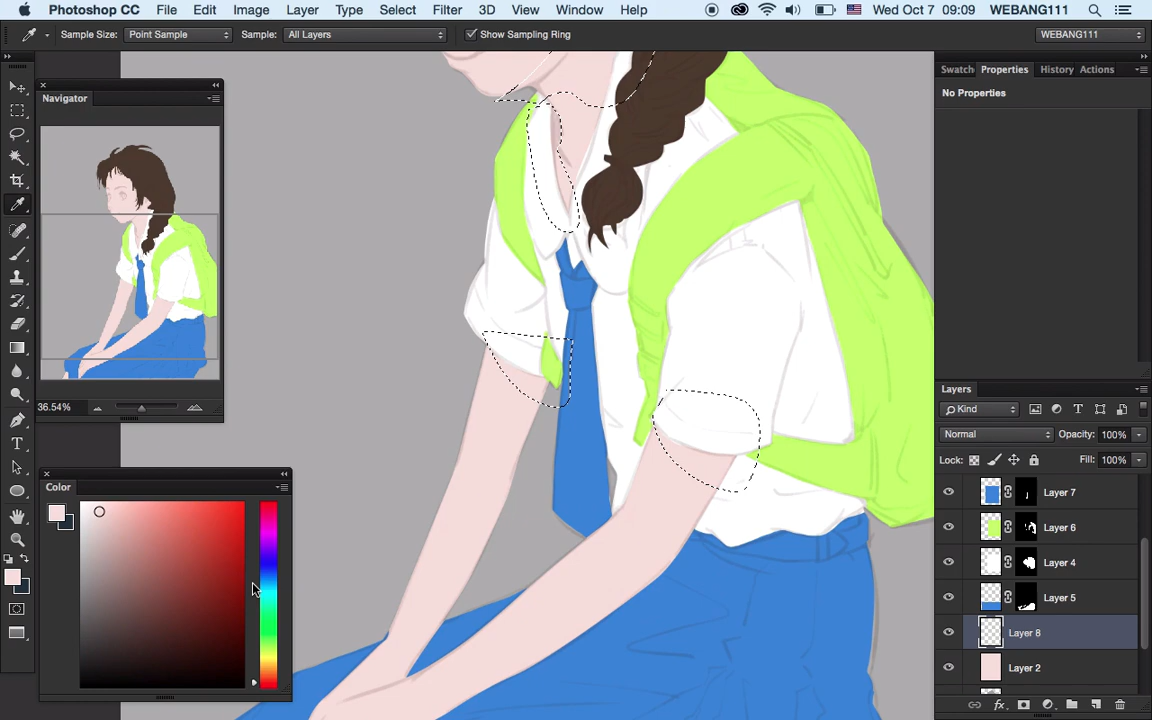 Photoshop CC File Edit Image Layer Type Select Filter 3D View Window Help Wed Oct 7 09:09 WEBANG111
Sample Size: Point Sample Sample: All Layers Show Sampling Ring WEBANG111
Navigator
36.54%
Color
Swatch Properties History Actions
No Properties
Layers
Kind
Normal Opacity: 100%
Lock: Fill: 100%
Layer 7
Layer 6
Layer 4
Layer 5
Layer 8
Layer 2
fx